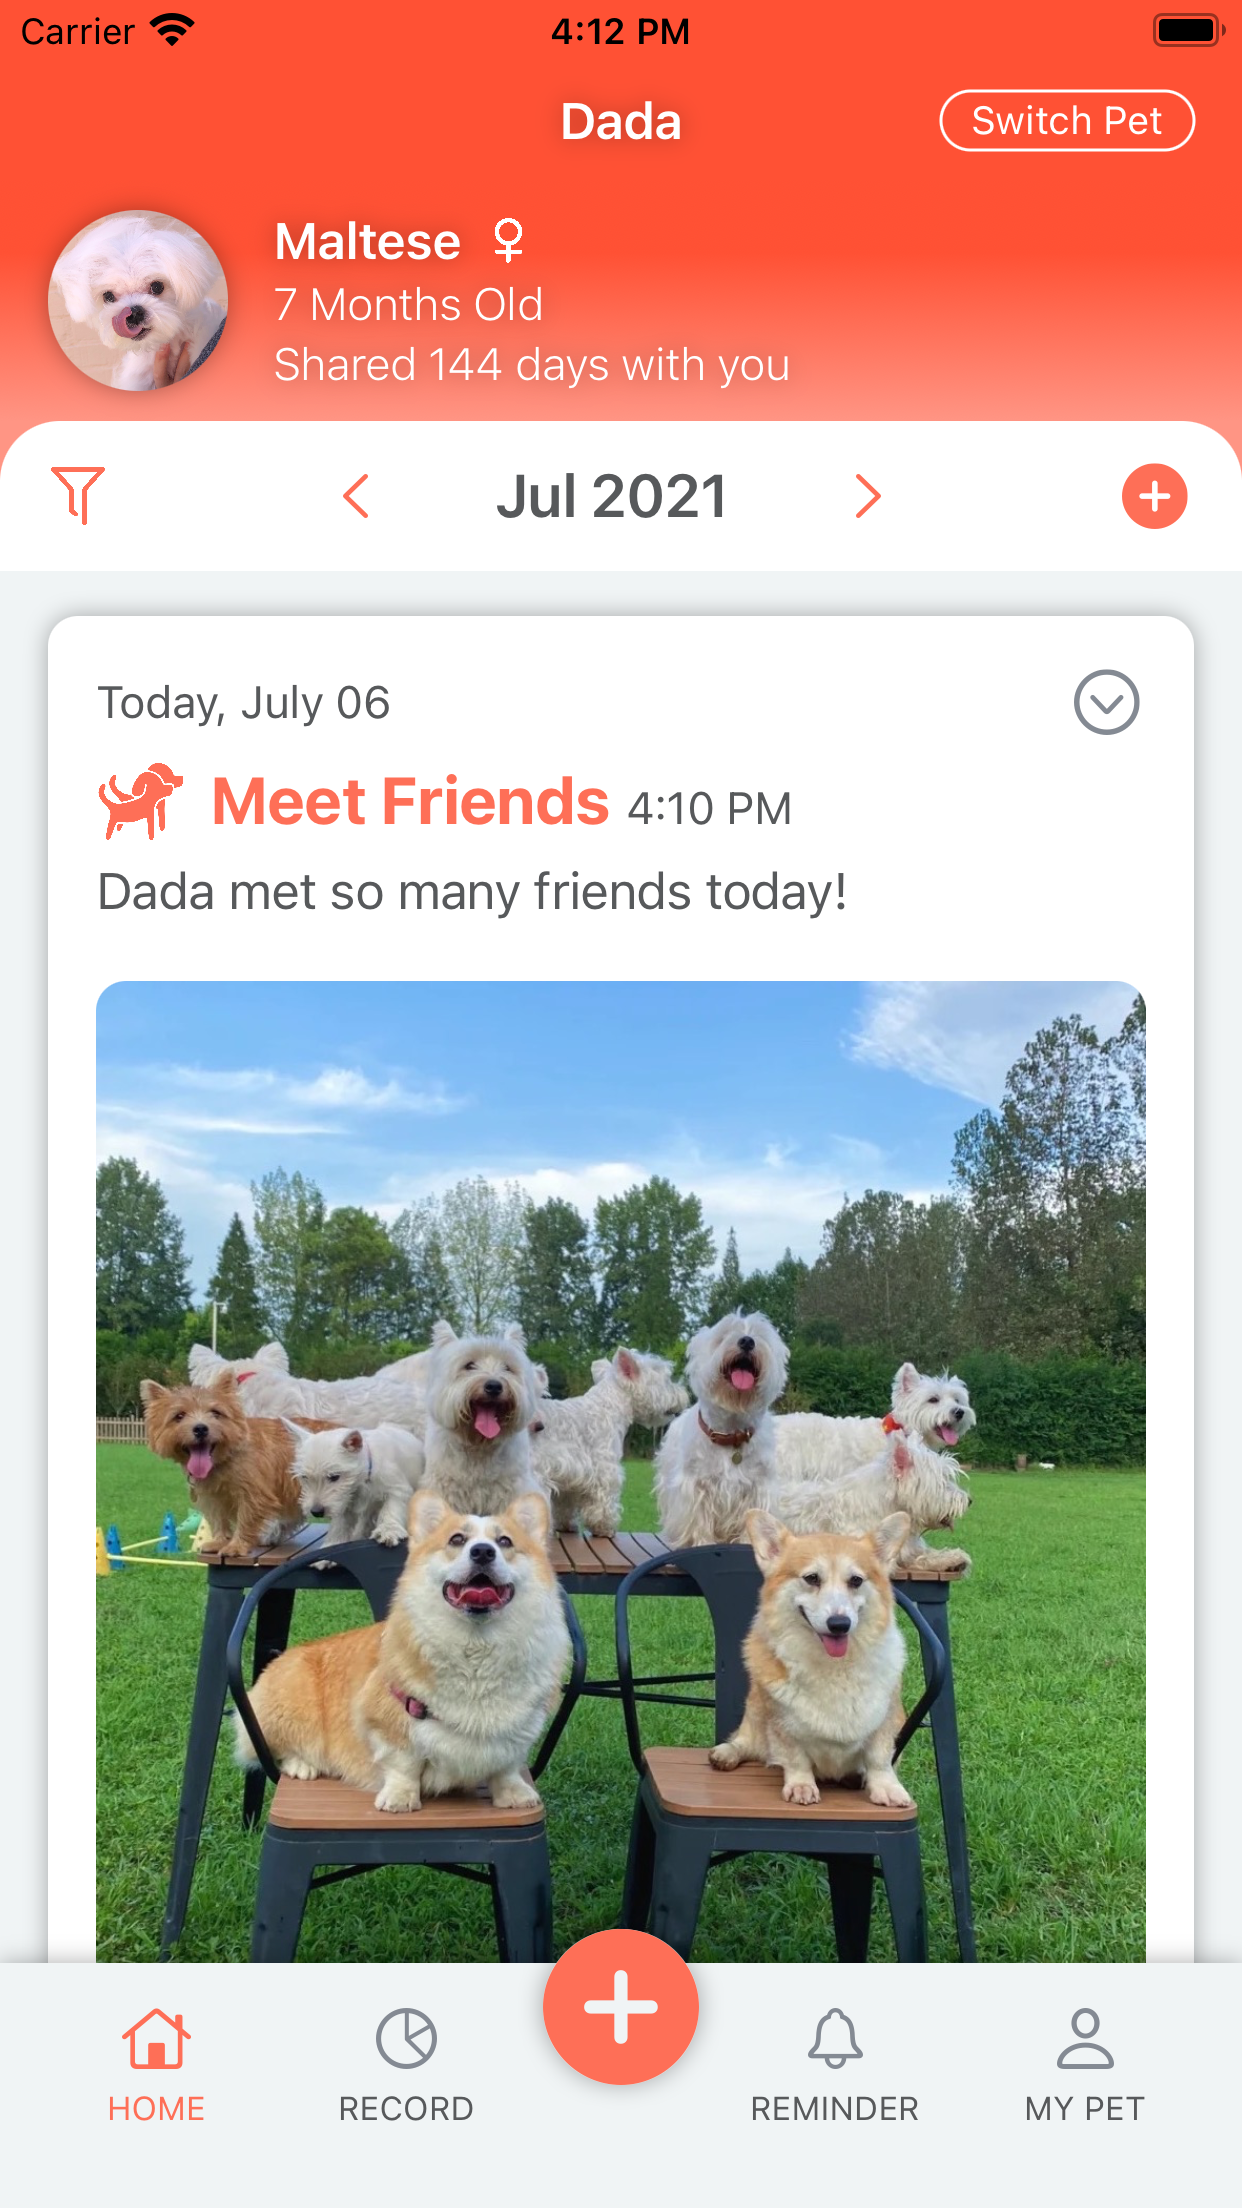 Carrier 4:12 PM
Dada
Switch Pet
Maltese
7 Months Old
Shared 144 days with you
Jul 2021
Today, July 06
Meet Friends 4:10 PM
Dada met so many friends today!
HOME RECORD REMINDER MY PET